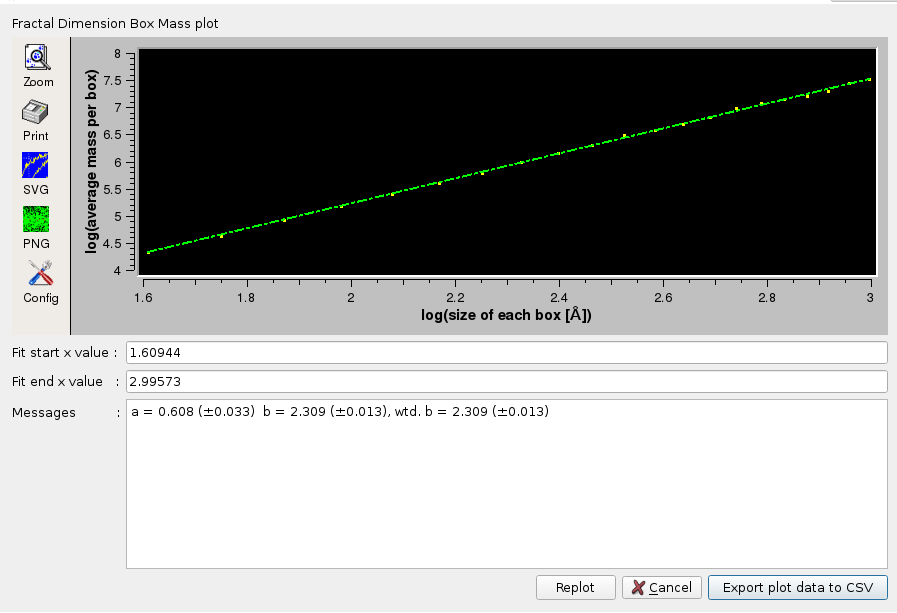 Fractal Dimension Box Mass plot
Zoom
Print
SVG
PNG
Config
log(average mass per box)
8
7.5
7
6.5
6
5.5
5
4.5
4
1.6 1.8 2 2.2 2.4 2.6 2.8 3
log(size of each box [Å])
Fit start x value : 1.60944
Fit end x value : 2.99573
Messages : a = 0.608 (±0.033) b = 2.309 (±0.013), wtd. b = 2.309 (±0.013)
Replot Cancel Export plot data to CSV